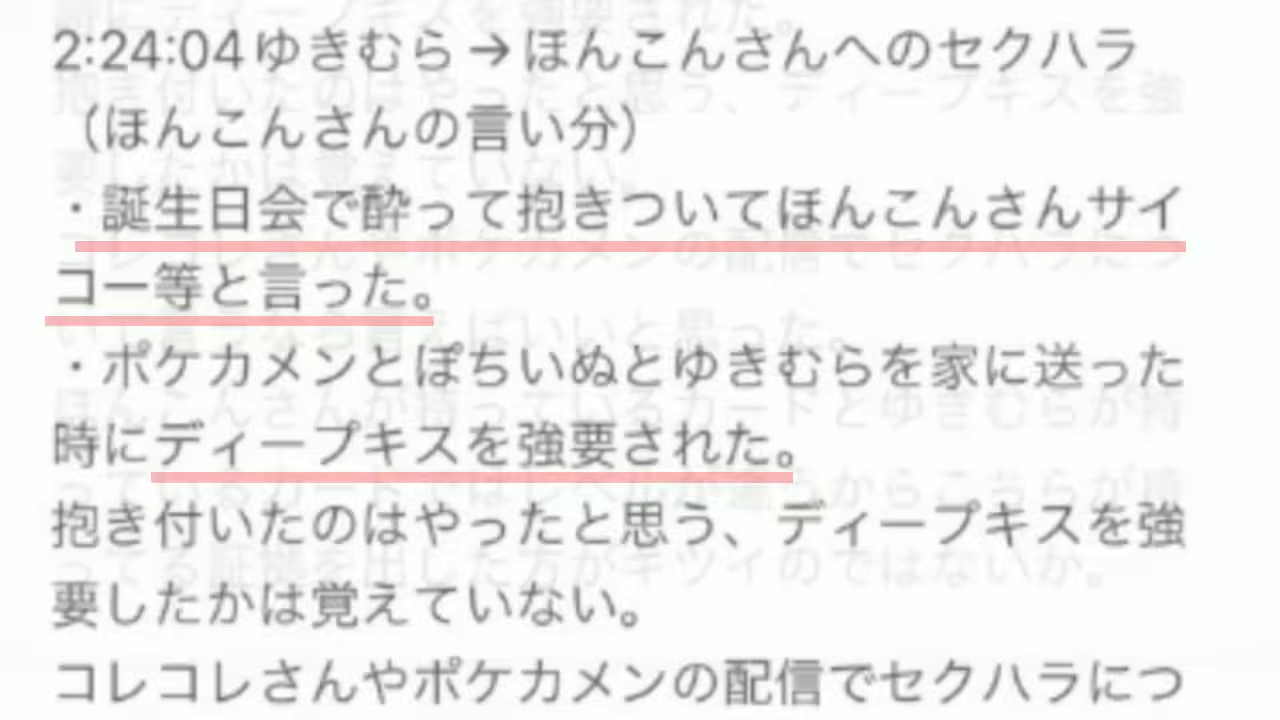 2:24:04ゆきむら→ほんこんさんへのセクハラ
（ほんこんさんの言い分）
・誕生日会で酔って抱きついてほんこんさんサイ
コー等と言った。
・ポケカメンとぽちいぬとゆきむらを家に送った
時にディープキスを強要された。
抱き付いたのはやったと思う、ディープキスを強
要したかは覚えていない。
コレコレさんやポケカメンの配信でセクハラにつ